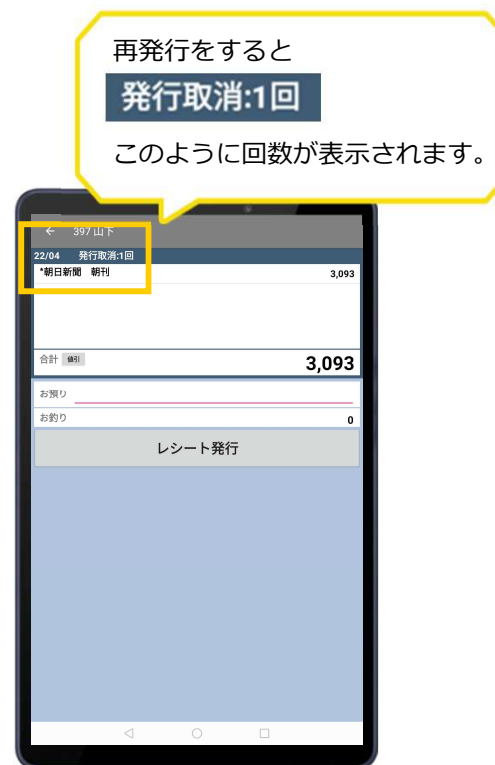 再発行をすると
発行取消:1回
このように回数が表示されます。
← 397 山下
22/04 発行取消:1回
*朝日新聞 朝刊 3,093
合計 値引 3,093
お預り
お釣り 0
レシート発行